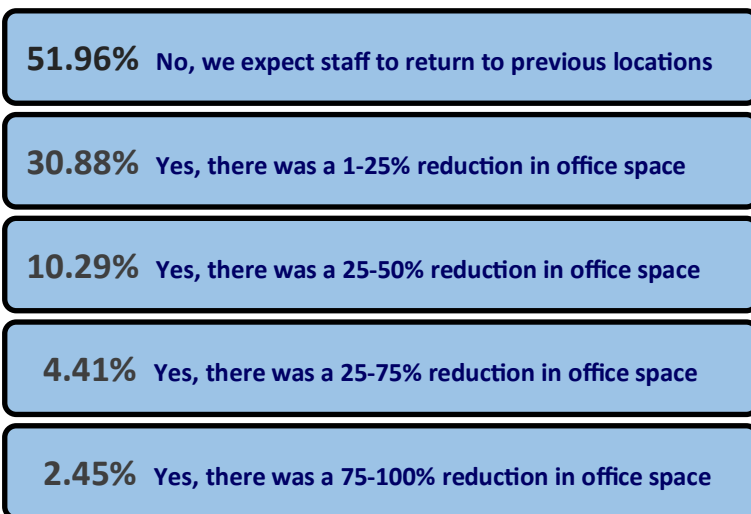 51.96% No, we expect staff to return to previous locations
30.88% Yes, there was a 1-25% reduction in office space
10.29% Yes, there was a 25-50% reduction in office space
4.41% Yes, there was a 25-75% reduction in office space
2.45% Yes, there was a 75-100% reduction in office space